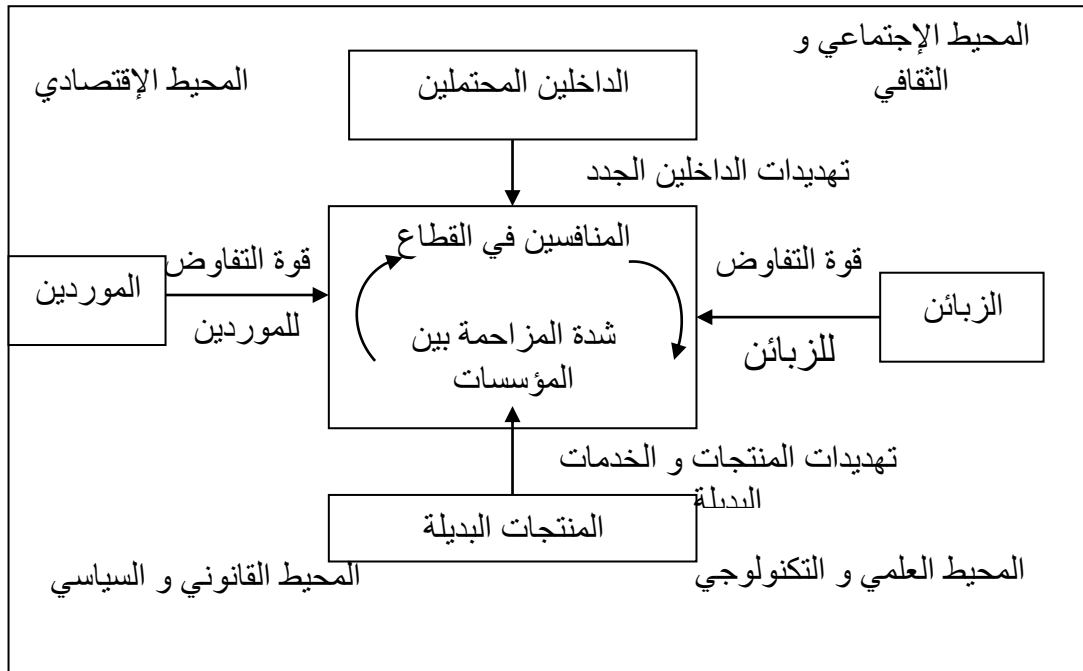 المحيط الإجتماعي و
الثقافي
المحيط الإقتصادي
الداخلين المحتملين
تهديدات الداخلين الجدد
المنافسين في القطاع
شدة المزاحمة بين
المؤسسات
الزبائن
قوة التفاوض
للزبائن
قوة التفاوض
للموردين
الموردين
تهديدات المنتجات و الخدمات
البديلة
المنتجات البديلة
المحيط العلمي و التكنولوجي
المحيط القانوني و السياسي